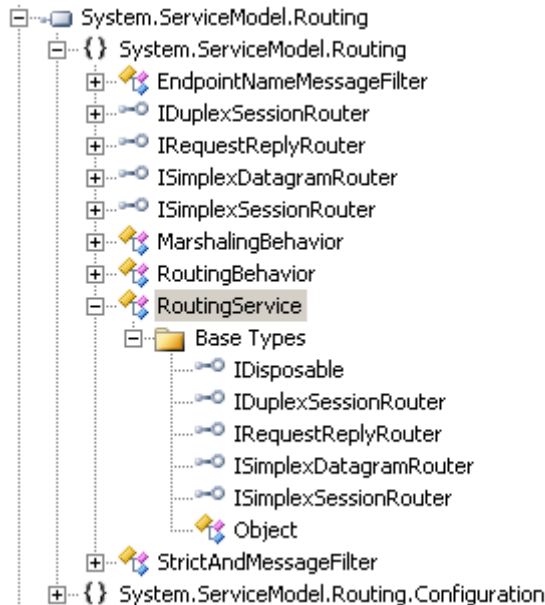 System.ServiceModel.Routing
System.ServiceModel.Routing
EndpointNameMessageFilter
IDuplexSessionRouter
IRequestReplyRouter
ISimplexDatagramRouter
ISimplexSessionRouter
MarshalingBehavior
RoutingBehavior
RoutingService
Base Types
IDisposable
IDuplexSessionRouter
IRequestReplyRouter
ISimplexDatagramRouter
ISimplexSessionRouter
Object
StrictAndMessageFilter
System.ServiceModel.Routing.Configuration